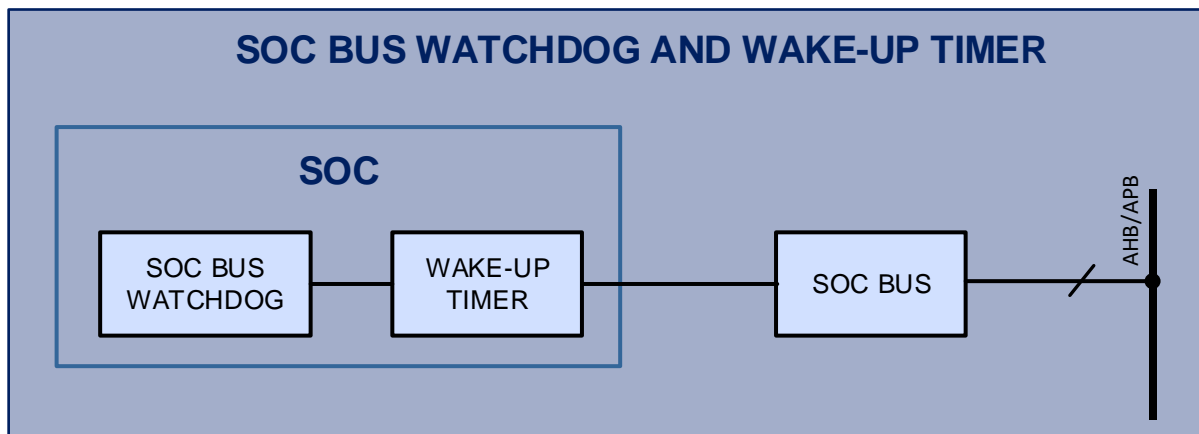 SOC BUS WATCHDOG AND WAKE-UP TIMER
SOC
SOC BUS
WATCHDOG
WAKE-UP
TIMER
SOC BUS
AHB/APB